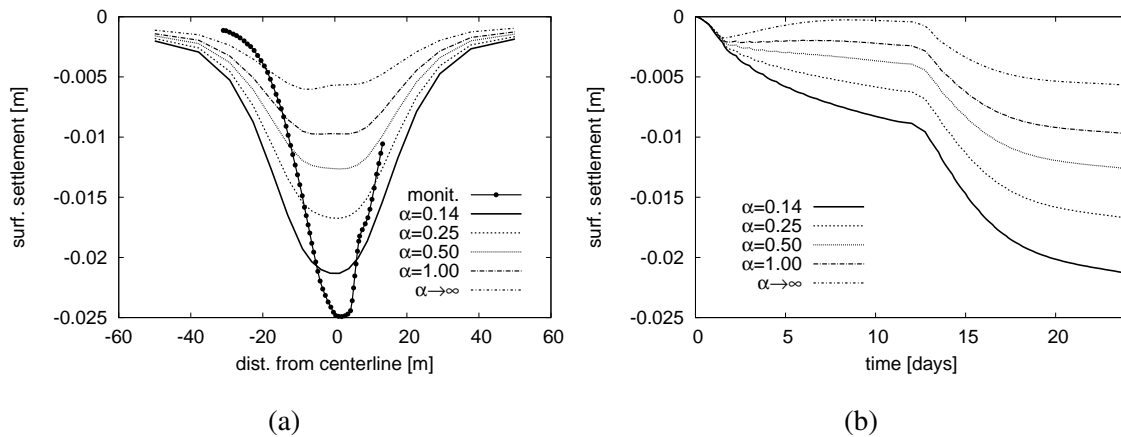 0
-0.005
-0.01
-0.015
-0.02
-0.025
surf. settlement [m]
-60 -40 -20 0 20 40 60
dist. from centerline [m]
monit.
α=0.14
α=0.25
α=0.50
α=1.00
α→∞
(a)
0
-0.005
-0.01
-0.015
-0.02
-0.025
surf. settlement [m]
0 5 10 15 20
time [days]
α=0.14
α=0.25
α=0.50
α=1.00
α→∞
(b)